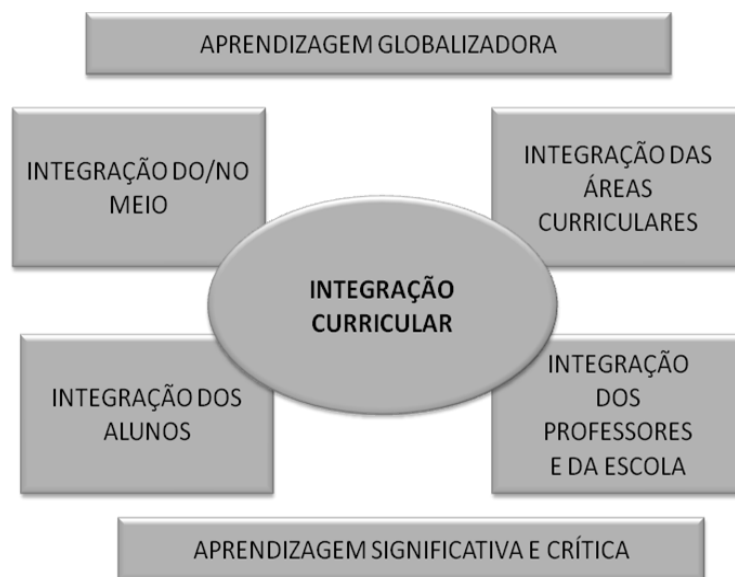 APRENDIZAGEM GLOBALIZADORA
INTEGRAÇÃO DO/NO
MEIO
INTEGRAÇÃO DAS
ÁREAS
CURRICULARES
INTEGRAÇÃO
CURRICULAR
INTEGRAÇÃO DOS
ALUNOS
INTEGRAÇÃO
DOS
PROFESSORES
E DA ESCOLA
APRENDIZAGEM SIGNIFICATIVA E CRÍTICA